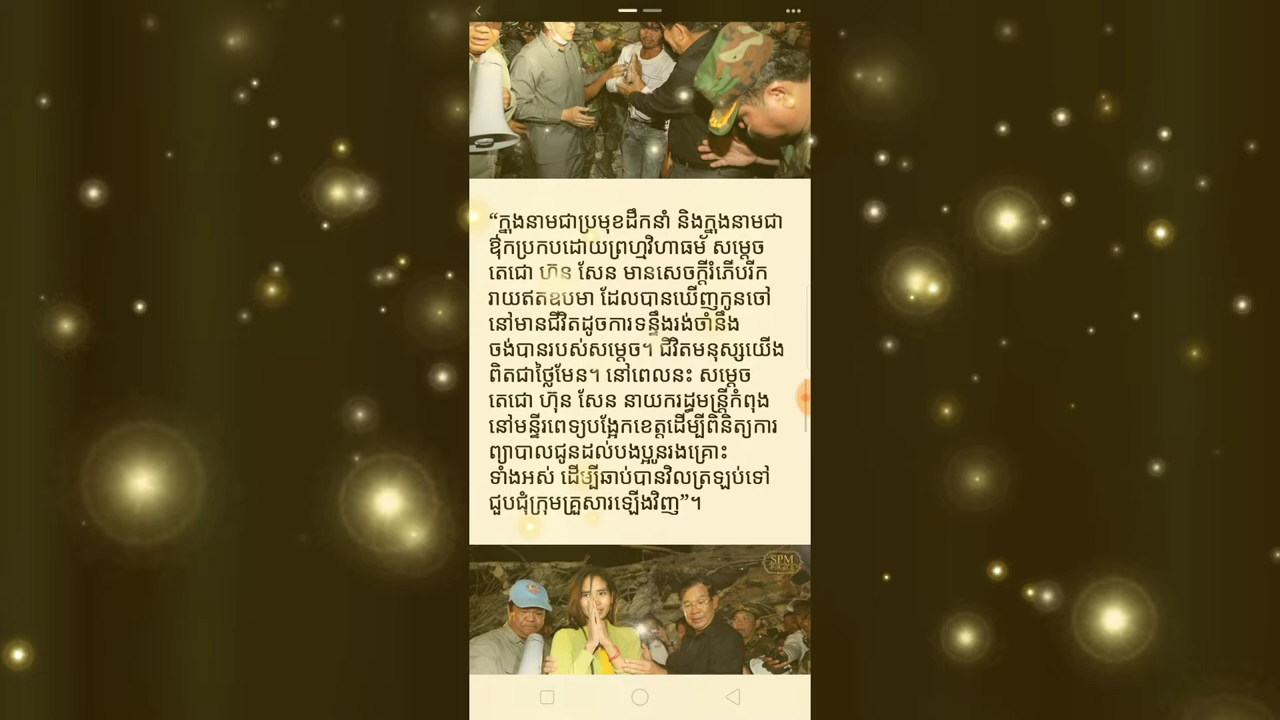 “ក្នុងនាមជាប្រមុខដឹកនាំ និងក្នុងនាមជា
ឳពុកប្រកបដោយព្រហ្មវិហាធម៌ សម្តេច
តេជោ ហ៊ុន សែន មានសេចក្តីរំភើបរីក
រាយឥតឧបមា ដែលបានឃើញកូនចៅ
នៅមានជីវិតដូចការទន្ទឹងរង់ចាំនឹង
ចង់បានរបស់សម្តេច។ ជីវិតមនុស្សយើង
ពិតជាថ្លៃមែន។ នៅពេលនះ សម្តេច
តេជោ ហ៊ុន សែន នាយករដ្ឋមន្ត្រីកំពុង
នៅមន្ទីរពេទ្យបង្អែកខេត្តដើម្បីពិនិត្យការ
ព្យាបាលជូនដល់បងប្អូនរងគ្រោះ
ទាំងអស់ ដើម្បីឆាប់បានវិលត្រឡប់ទៅ
ជួបជុំក្រុមគ្រួសារឡើងវិញ”។
SPM